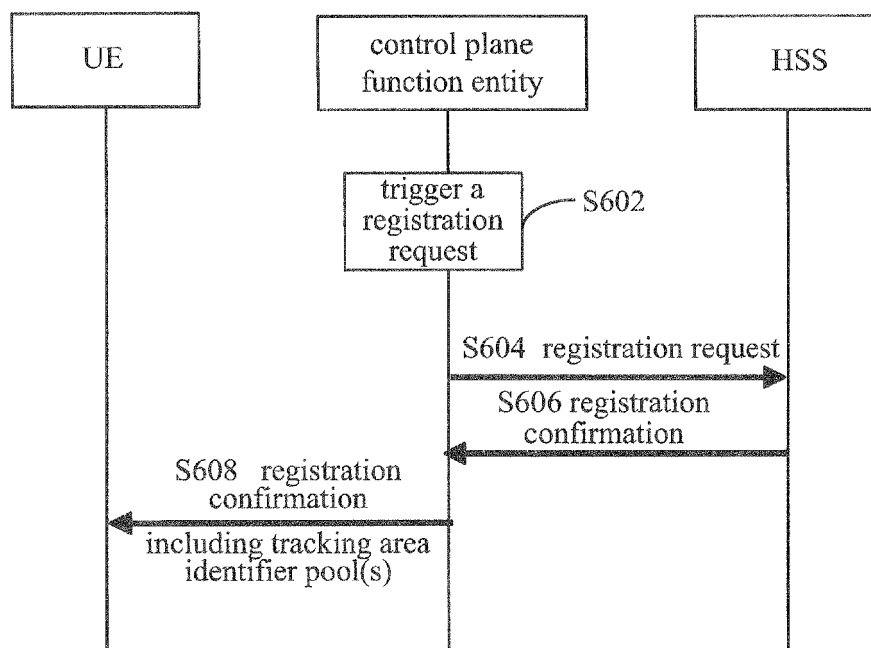 UE
control plane
function entity
HSS
trigger a
registration
request
S602
S604 registration request
S606 registration
confirmation
S608 registration
confirmation
including tracking area
identifier pool(s)